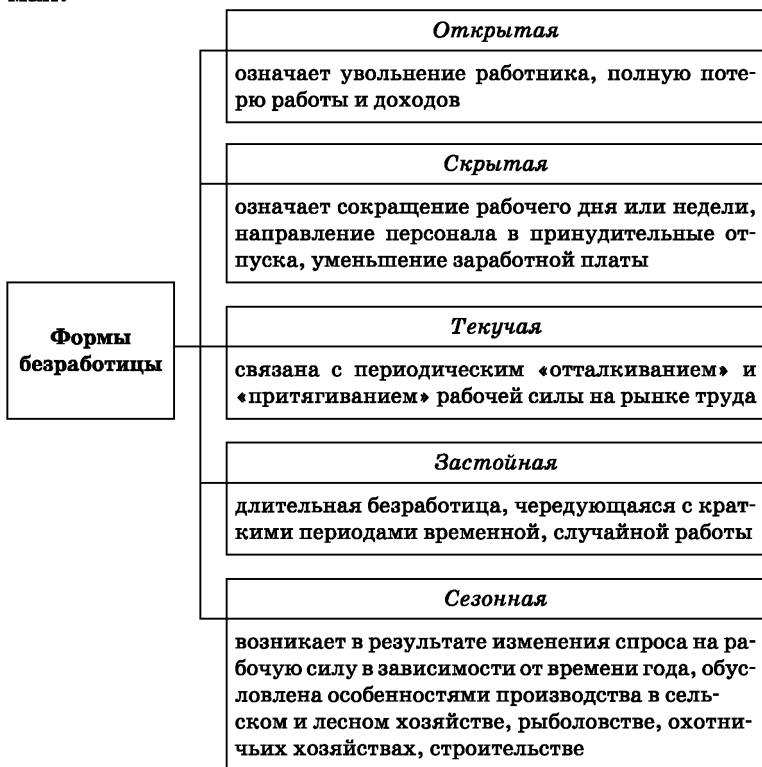 Открытая
означает увольнение работника, полную поте-
рю работы и доходов
Скрытая
означает сокращение рабочего дня или недели,
направление персонала в принудительные от-
пуска, уменьшение заработной платы
Формы
безработицы
Текучая
связана с периодическим «отталкиванием» и
«притягиванием» рабочей силы на рынке труда
Застойная
длительная безработица, чередующаяся с крат-
кими периодами временной, случайной работы
Сезонная
возникает в результате изменения спроса на ра-
бочую силу в зависимости от времени года, обус-
ловлена особенностями производства в сель-
ском и лесном хозяйстве, рыболовстве, охотни-
чьих хозяйствах, строительстве